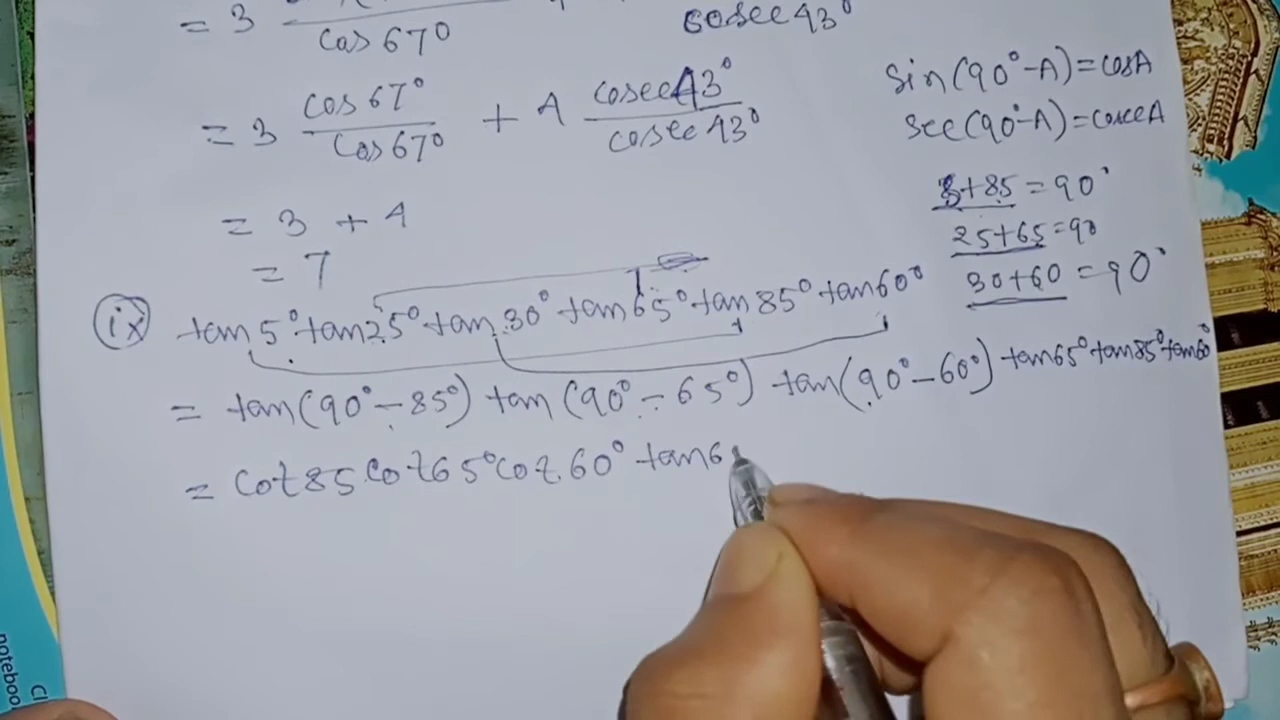 = 3 cos 67°
cosec 43°
= 3 cos 67° / cos 67° + 4 cosec 43° / cosec 43°
sin(90°-A)=cosA
sec(90°-A)=cosecA
= 3 + 4
= 7
5+85 = 90°
25+65=90
30+60 = 90°
(ix) tan 5° tan 25° tan 30° tan 65° tan 85° tan 60°
= tan(90°-85°) tan(90°-65°) tan(90°-60°) tan65° tan85° tan60°
= cot 85 cot 65° cot 60° tan 6
notebook